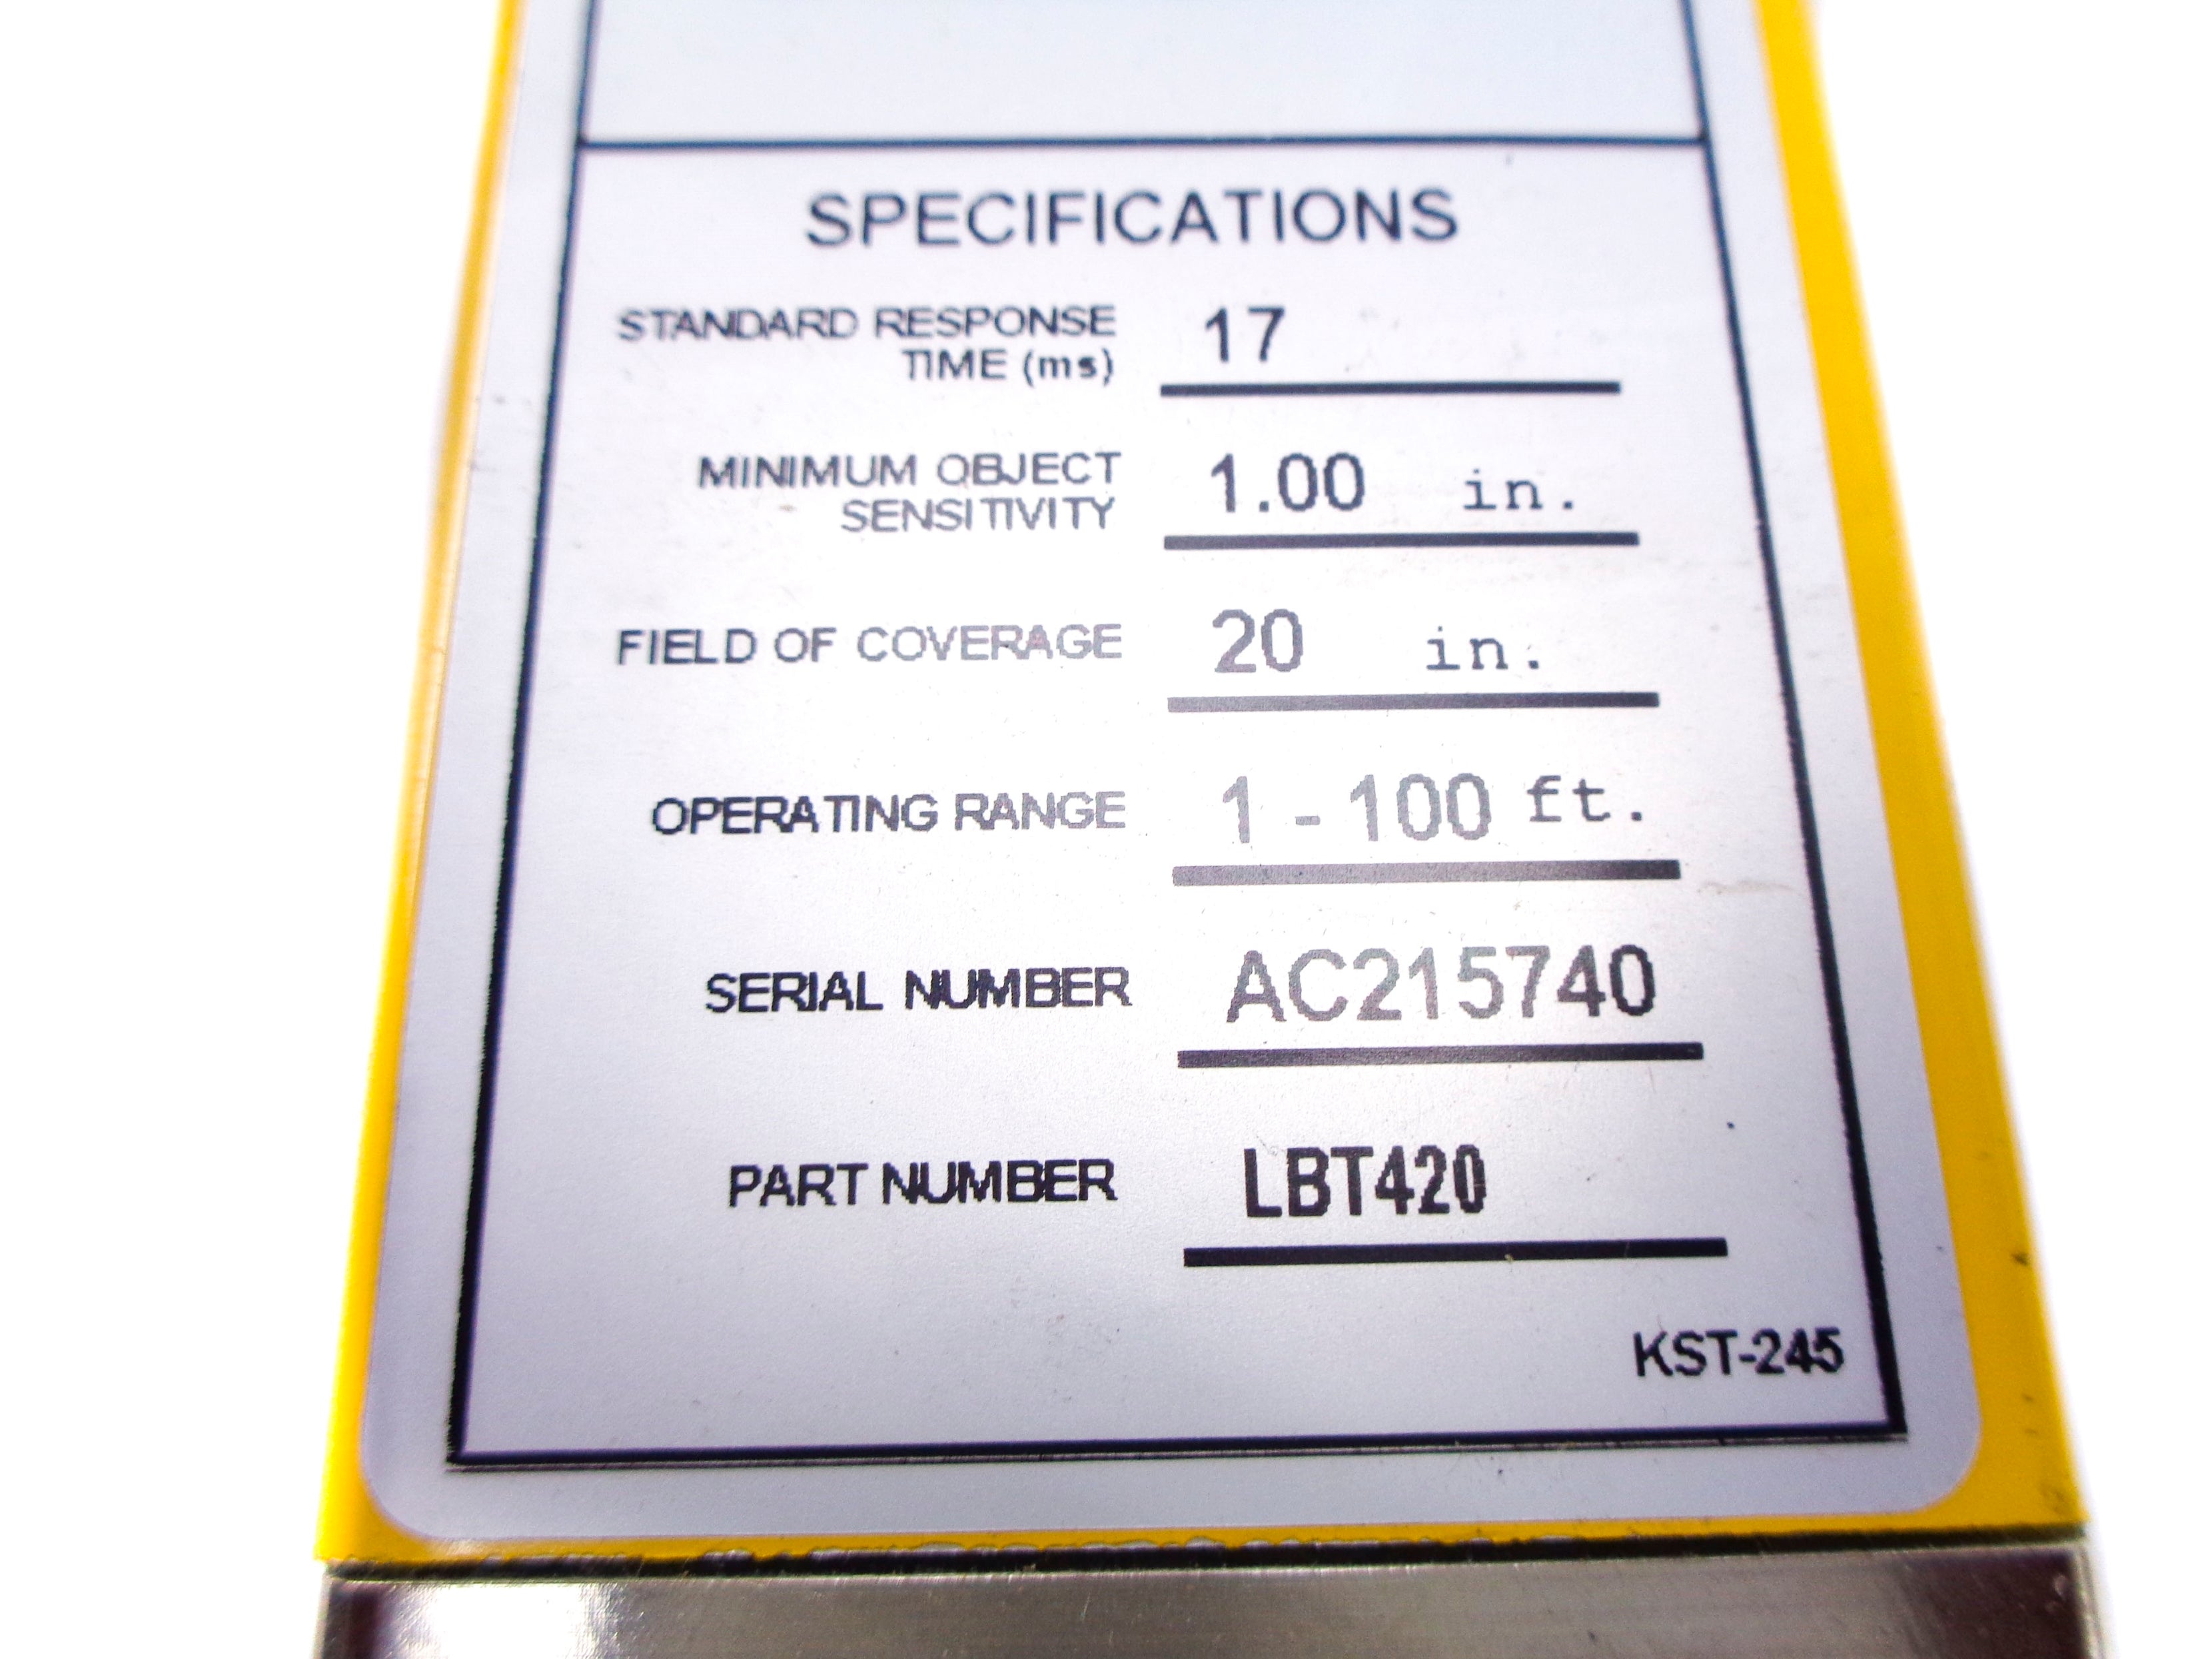 SPECIFICATIONS
STANDARD RESPONSE
TIME (ms) 17
MINIMUM OBJECT
SENSITIVITY 1.00 in.
FIELD OF COVERAGE 20 in.
OPERATING RANGE 1 - 100 ft.
SERIAL NUMBER AC215740
PART NUMBER LBT420
KST-245